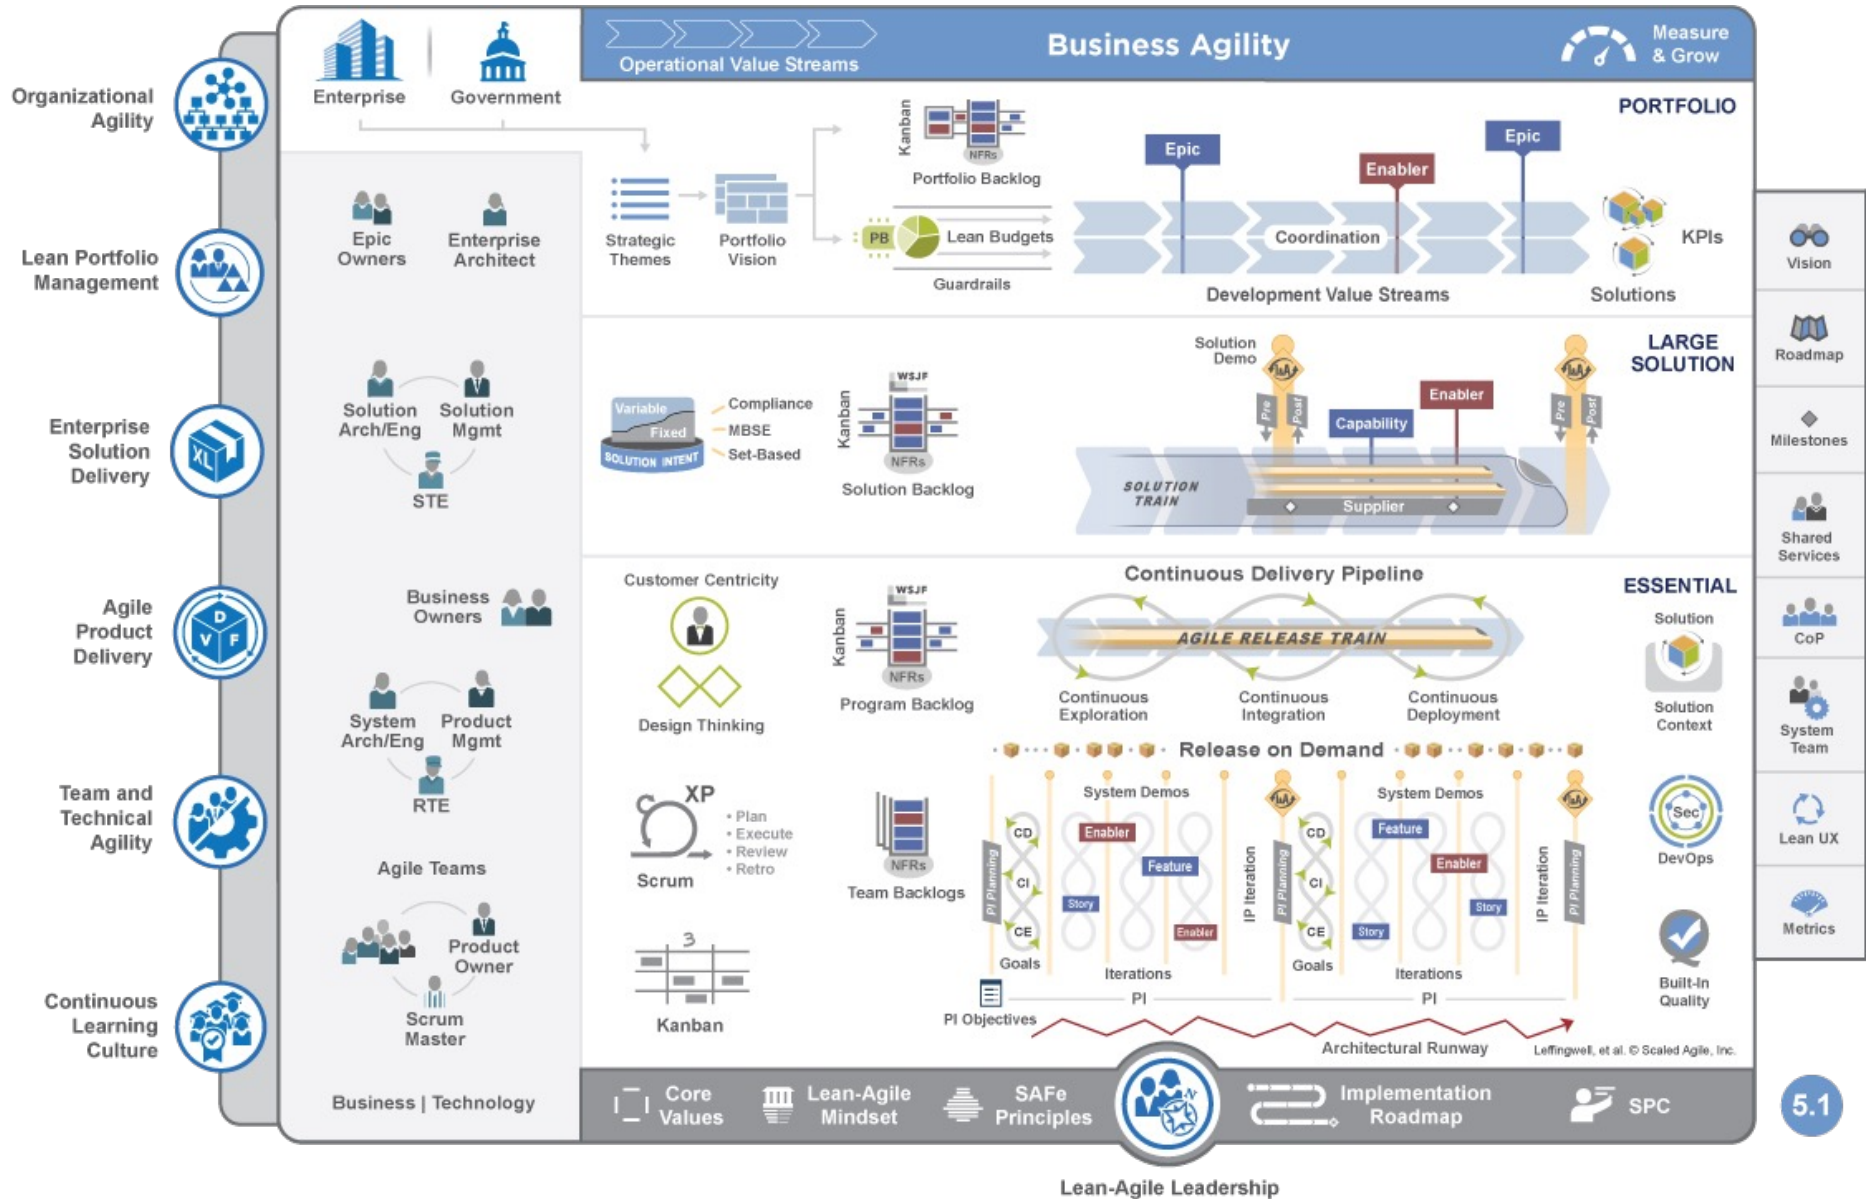 Organizational
Agility
Lean Portfolio
Management
Enterprise
Solution
Delivery
XL
Agile
Product
Delivery
D
V F
Team and
Technical
Agility
Continuous
Learning
Culture
Enterprise
Government
Operational Value Streams
Business Agility
Measure
& Grow
Epic
Owners
Enterprise
Architect
Strategic
Themes
Portfolio
Vision
Kanban
NFRs
Portfolio Backlog
PB
Lean Budgets
Guardrails
PORTFOLIO
Epic
Enabler
Epic
Coordination
Development Value Streams
KPIs
Solutions
Solution
Arch/Eng
Solution
Mgmt
STE
Variable
Fixed
SOLUTION INTENT
Compliance
MBSE
Set-Based
Kanban
WSJF
NFRs
Solution Backlog
LARGE
SOLUTION
Solution
Demo
I&A
I&A
Pre
Post
Pre
Post
Capability
Enabler
SOLUTION
TRAIN
Supplier
Business
Owners
System
Arch/Eng
Product
Mgmt
RTE
Customer Centricity
Design Thinking
Kanban
WSJF
NFRs
Program Backlog
ESSENTIAL
Continuous Delivery Pipeline
AGILE RELEASE TRAIN
Continuous
Exploration
Continuous
Integration
Continuous
Deployment
Release on Demand
Solution
Solution
Context
Sec
DevOps
Built-In
Quality
Agile Teams
Product
Owner
Scrum
Master
Business | Technology
XP
• Plan
• Execute
• Review
• Retro
Scrum
3
Kanban
NFRs
Team Backlogs
System Demos
System Demos
I&A
I&A
PI Planning
CD
CI
CE
Goals
Enabler
Feature
Story
Enabler
Iterations
IP Iteration
PI Planning
CD
CI
CE
Goals
Feature
Enabler
Story
Story
Iterations
IP Iteration
PI Planning
PI
PI
PI Objectives
Architectural Runway
Leffingwell, et al. © Scaled Agile, Inc.
Core
Values
Lean-Agile
Mindset
SAFe
Principles
N
Lean-Agile Leadership
Implementation
Roadmap
SPC
Vision
Roadmap
Milestones
Shared
Services
CoP
System
Team
Lean UX
Metrics
5.1